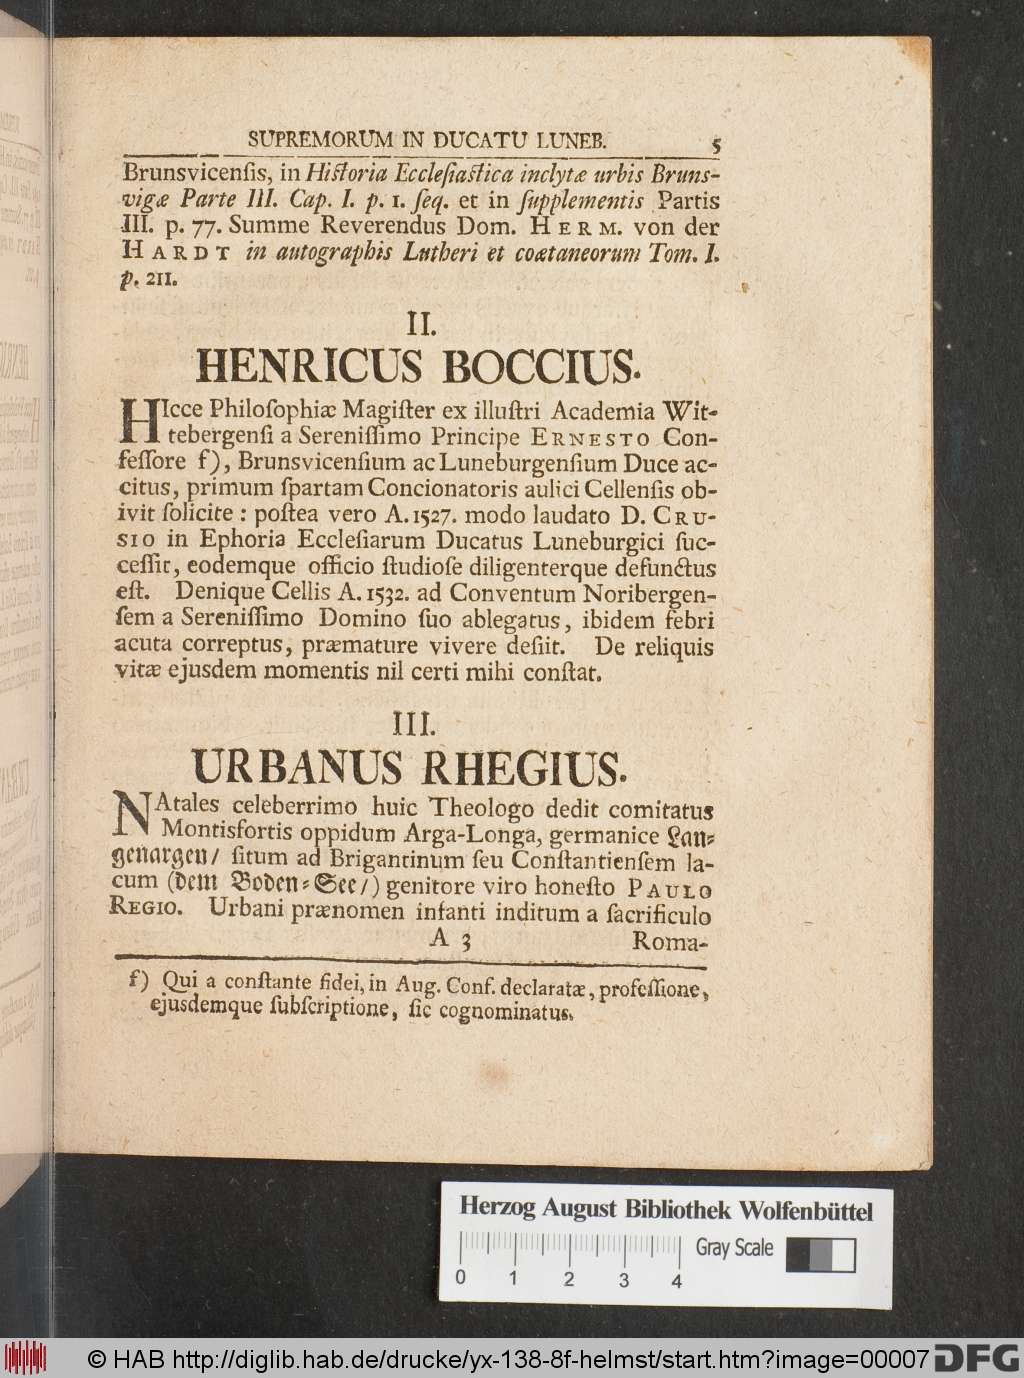 SUPREMORUM IN DUCATU LUNEB. 5
Brunsvicenſis, in Hiſtoria Eccleſiaſtica inclytæ urbis Bruns-
vigæ Parte III. Cap. I. p. 1. ſeq. et in ſupplementis Partis
III. p. 77. Summe Reverendus Dom. HERM. von der
HARDT in autographis Lutheri et coætaneorum Tom. I.
p. 211.
II.
HENRICUS BOCCIUS.
HIcce Philoſophiæ Magiſter ex illuſtri Academia Wit-
tebergenſi a Sereniſſimo Principe ERNESTO Con-
feſſore f), Brunsvicenſium ac Luneburgenſium Duce ac-
citus, primum ſpartam Concionatoris aulici Cellenſis ob-
ivit ſolicite : poſtea vero A. 1527. modo laudato D. CRU-
SIO in Ephoria Eccleſiarum Ducatus Luneburgici ſuc-
ceſſit, eodemque officio ſtudioſe diligenterque defunctus
eſt. Denique Cellis A. 1532. ad Conventum Noribergen-
ſem a Sereniſſimo Domino ſuo ablegatus, ibidem febri
acuta correptus, præmature vivere deſiit. De reliquis
vitæ ejusdem momentis nil certi mihi conſtat.
III.
URBANUS RHEGIUS.
NAtales celeberrimo huic Theologo dedit comitatus
Montisfortis oppidum Arga-Longa, germanice Lan-
genargen/ ſitum ad Brigantinum ſeu Conſtantienſem la-
cum (dem Boden-See/) genitore viro honeſto PAULO
REGIO. Urbani prænomen infanti inditum a ſacrificulo
A 3 Roma-
f) Qui a conſtante fidei, in Aug. Conf. declaratæ, profeſſione,
ejusdemque ſubſcriptione, ſic cognominatus.
Herzog August Bibliothek Wolfenbüttel
Gray Scale
0 1 2 3 4
© HAB http://diglib.hab.de/drucke/yx-138-8f-helmst/start.htm?image=00007 DFG